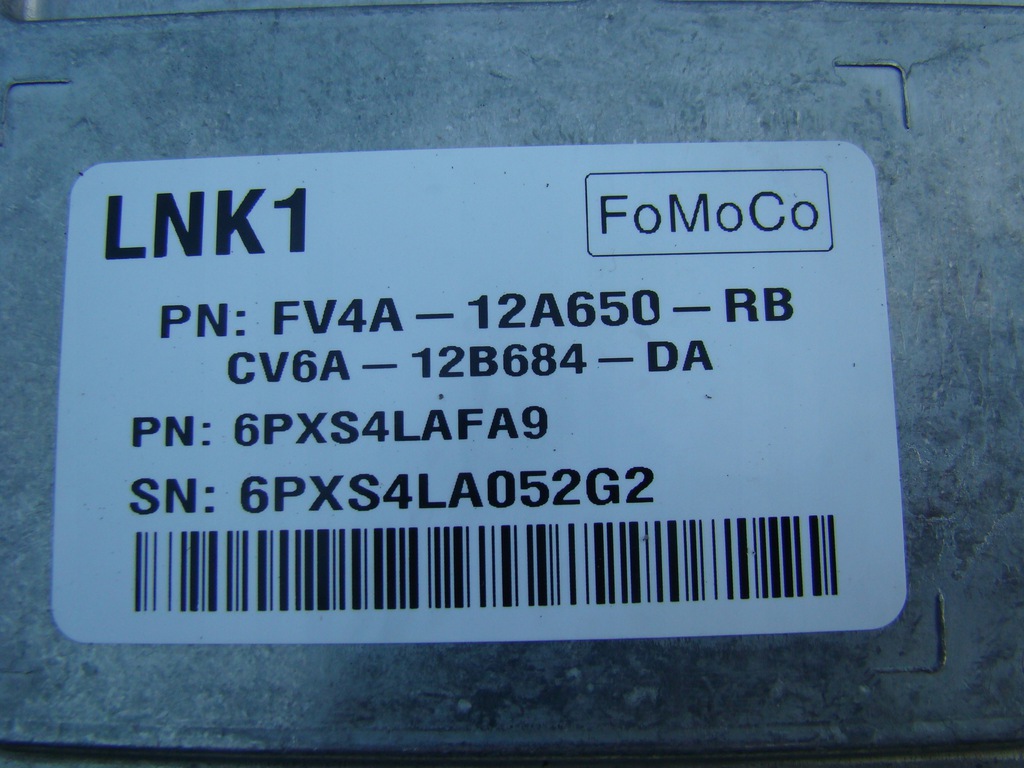 LNK1
FoMoCo
PN: FV4A-12A650-RB
CV6A-12B684-DA
PN: 6PXS4LAFA9
SN: 6PXS4LA052G2